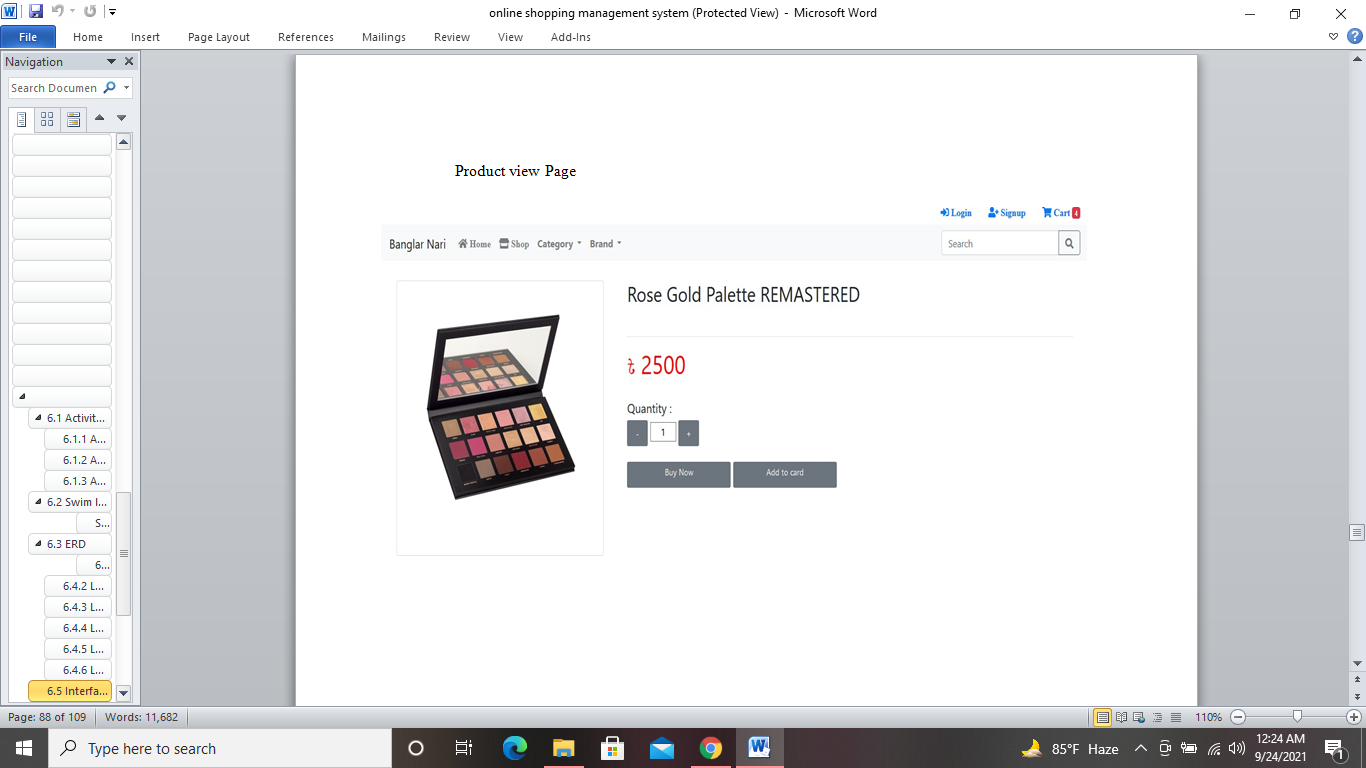 online shopping management system (Protected View) - Microsoft Word
File Home Insert Page Layout References Mailings Review View Add-Ins
Navigation
Search Documen
6.1 Activit...
6.1.1 A...
6.1.2 A...
6.1.3 A...
6.2 Swim l...
S...
6.3 ERD
6...
6.4.2 L...
6.4.3 L...
6.4.4 L...
6.4.5 L...
6.4.6 L...
6.5 Interfa...
Product view Page
Login Signup Cart 4
Banglar Nari Home Shop Category Brand Search
Rose Gold Palette REMASTERED
৳ 2500
Quantity :
- 1 +
Buy Now Add to card
Page: 88 of 109 Words: 11,682 110%
Type here to search 85°F Haze 12:24 AM
9/24/2021 1